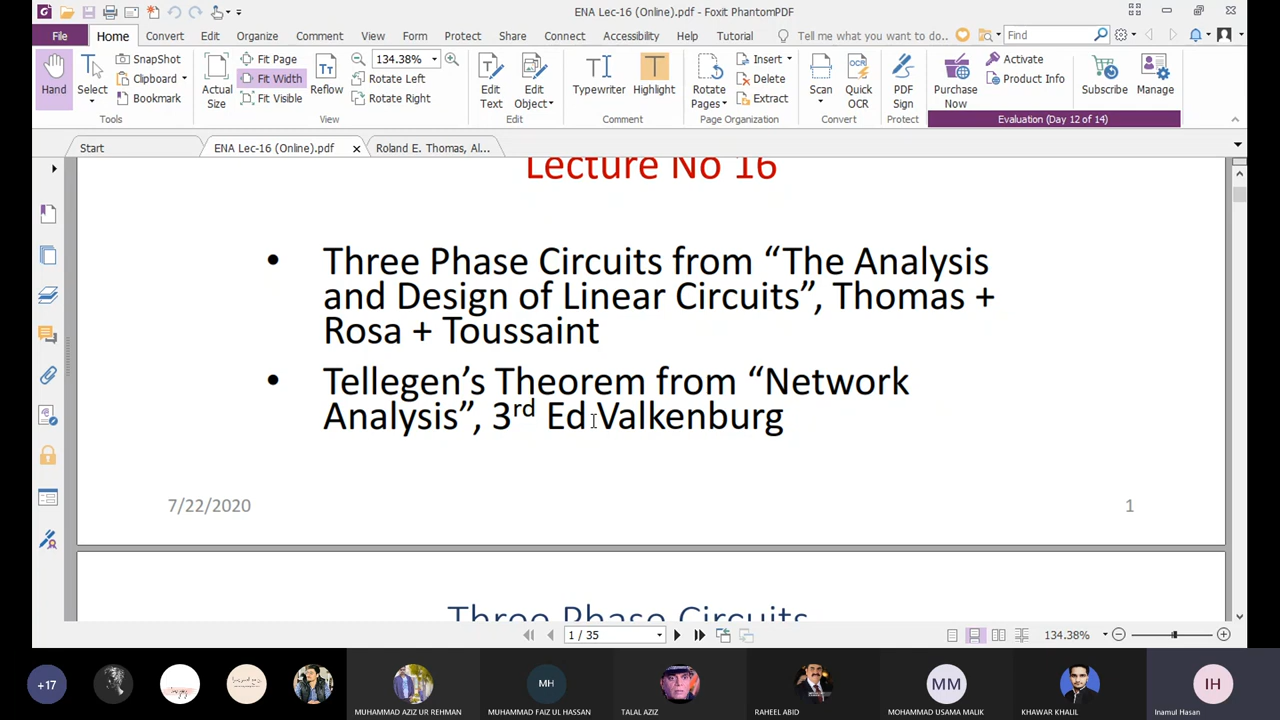 ENA Lec-16 (Online).pdf - Foxit PhantomPDF
File Home Convert Edit Organize Comment View Form Protect Share Connect Accessibility Help Tutorial Tell me what you want to do.. Find
SnapShot
Clipboard
Bookmark
Hand
Select
Tools
Actual
Size
Fit Page
Fit Width
Fit Visible
Reflow
Rotate Left
Rotate Right
View
Edit
Text
Edit
Object
Edit
Typewriter
Highlight
Comment
Rotate
Pages
Insert
Delete
Extract
Page Organization
Scan
Quick
OCR
Convert
PDF
Sign
Protect
Purchase
Now
Activate
Product Info
Subscribe
Manage
Evaluation (Day 12 of 14)
134.38%
Start
ENA Lec-16 (Online).pdf
Roland E. Thomas, Al...
Lecture No 16
• Three Phase Circuits from “The Analysis
and Design of Linear Circuits”, Thomas +
Rosa + Toussaint
• Tellegen’s Theorem from “Network
Analysis”, 3rd Ed Valkenburg
7/22/2020
1
Three Phase Circuits
1 / 35
134.38%
+17
MUHAMMAD AZIZ UR REHMAN
MH
MUHAMMAD FAIZ UL HASSAN
TALAL AZIZ
RAHEEL ABID
MM
MOHAMMAD USAMA MALIK
KHAWAR KHALIL
IH
Inamul Hasan